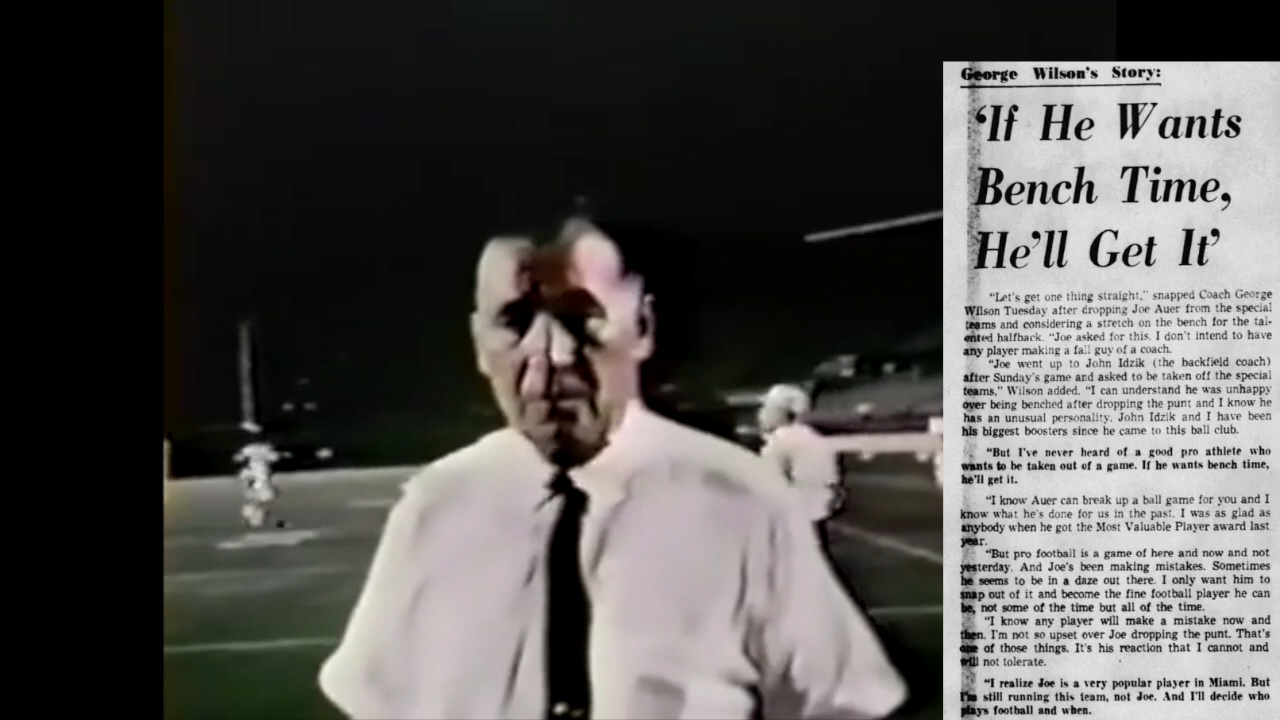 George Wilson's Story:
'If He Wants
Bench Time,
He'll Get It'
"Let's get one thing straight," snapped Coach George
Wilson Tuesday after dropping Joe Auer from the special
teams and considering a stretch on the bench for the tal-
ented halfback. "Joe asked for this. I don't intend to have
any player making a fall guy of a coach.
"Joe went up to John Idzik (the backfield coach)
after Sunday's game and asked to be taken off the special
teams," Wilson added. "I can understand he was unhappy
over being benched after dropping the punt and I know he
has an unusual personality. John Idzik and I have been
his biggest boosters since he came to this ball club.
"But I've never heard of a good pro athlete who
wants to be taken out of a game. If he wants bench time,
he'll get it.
"I know Auer can break up a ball game for you and I
know what he's done for us in the past. I was as glad as
anybody when he got the Most Valuable Player award last
year.
"But pro football is a game of here and now and not
yesterday. And Joe's been making mistakes. Sometimes
he seems to be in a daze out there. I only want him to
snap out of it and become the fine football player he can
be, not some of the time but all of the time.
"I know any player will make a mistake now and
then. I'm not so upset over Joe dropping the punt. That's
one of those things. It's his reaction that I cannot and
will not tolerate.
"I realize Joe is a very popular player in Miami. But
I'm still running this team, not Joe. And I'll decide who
plays football and when.